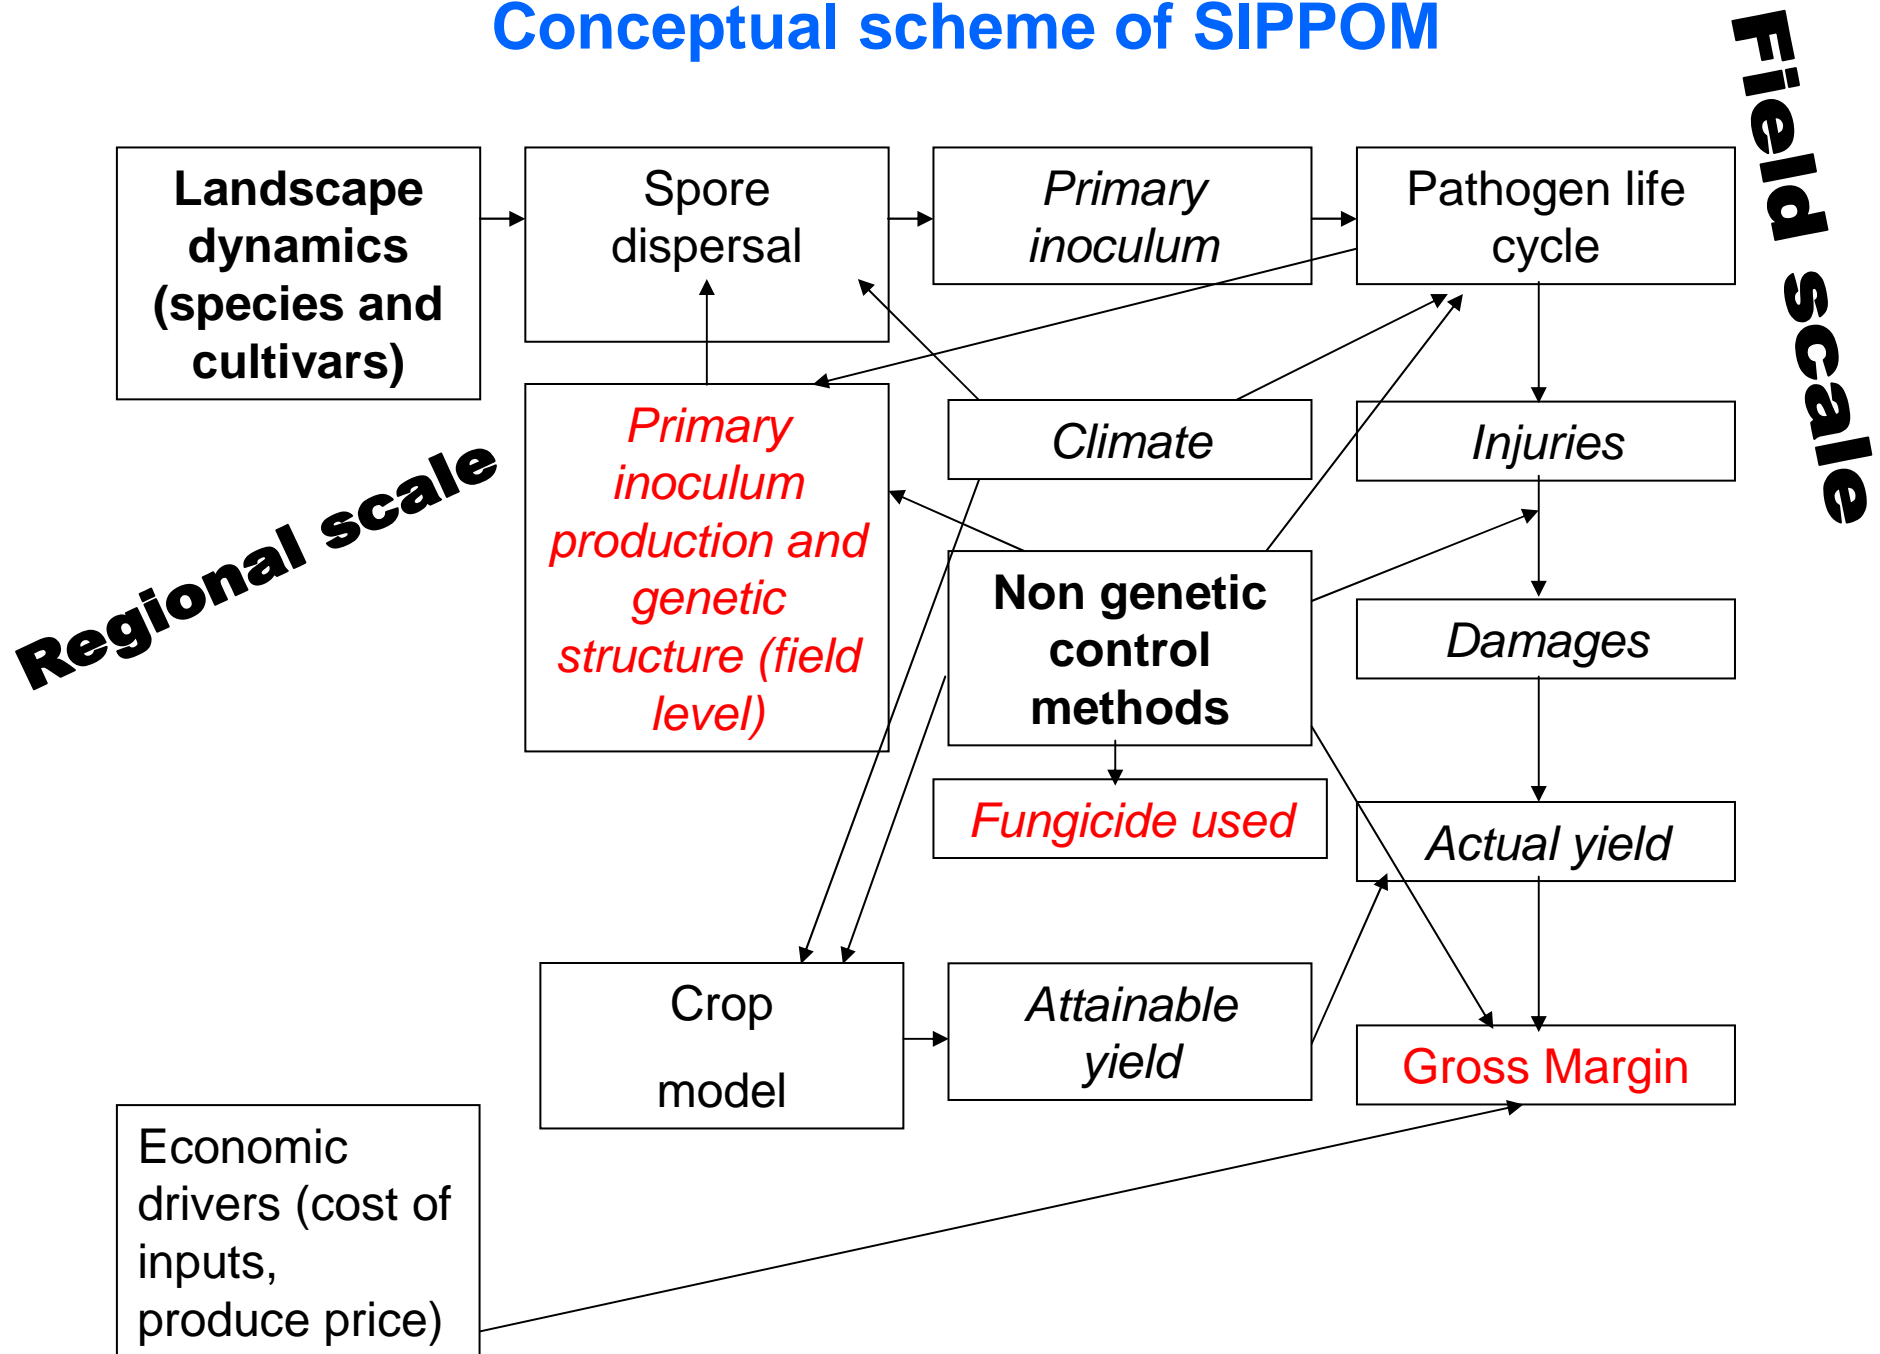 Conceptual scheme of SIPPOM
Field scale
Landscape
dynamics
(species and
cultivars)
Spore
dispersal
Primary
inoculum
Pathogen life
cycle
Regional scale
Primary
inoculum
production and
genetic
structure (field
level)
Climate
Injuries
Non genetic
control
methods
Damages
Fungicide used
Actual yield
Crop
model
Attainable
yield
Gross Margin
Economic
drivers (cost of
inputs,
produce price)